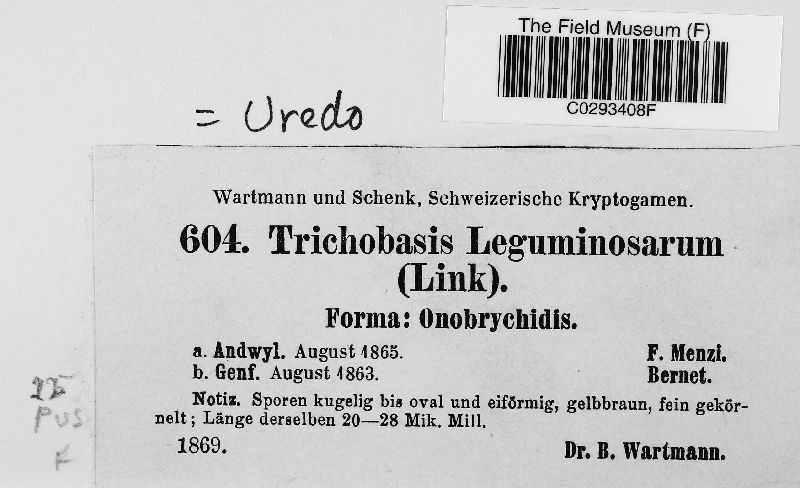 The Field Museum (F)
C0293408F
= Uredo
Wartmann und Schenk, Schweizerische Kryptogamen.
604. Trichobasis Leguminosarum
(Link).
Forma: Onobrychidis.
a. Andwyl. August 1865. F. Menzi.
b. Genf. August 1863. Bernet.
Notiz. Sporen kugelig bis oval und eiförmig, gelbbraun, fein gekör-
nelt; Länge derselben 20—28 Mik. Mill.
1869. Dr. B. Wartmann.
PUS
F